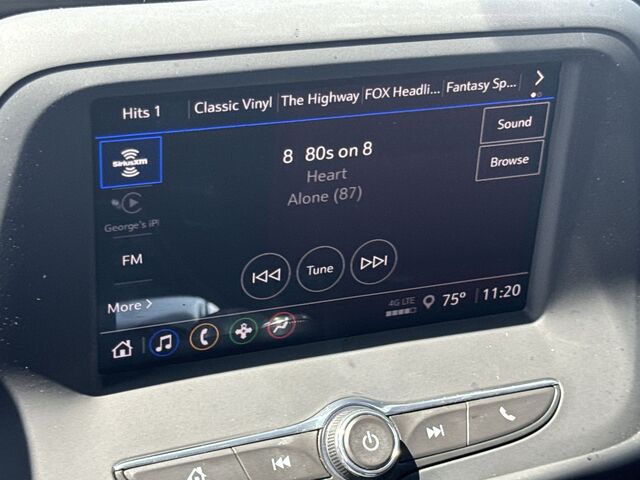 Hits 1 Classic Vinyl The Highway FOX Headli... Fantasy Sp...
SiriusXM
8 80s on 8
Sound
Heart
Browse
Alone (87)
George's iP
FM
Tune
More
4G LTE 75° 11:20